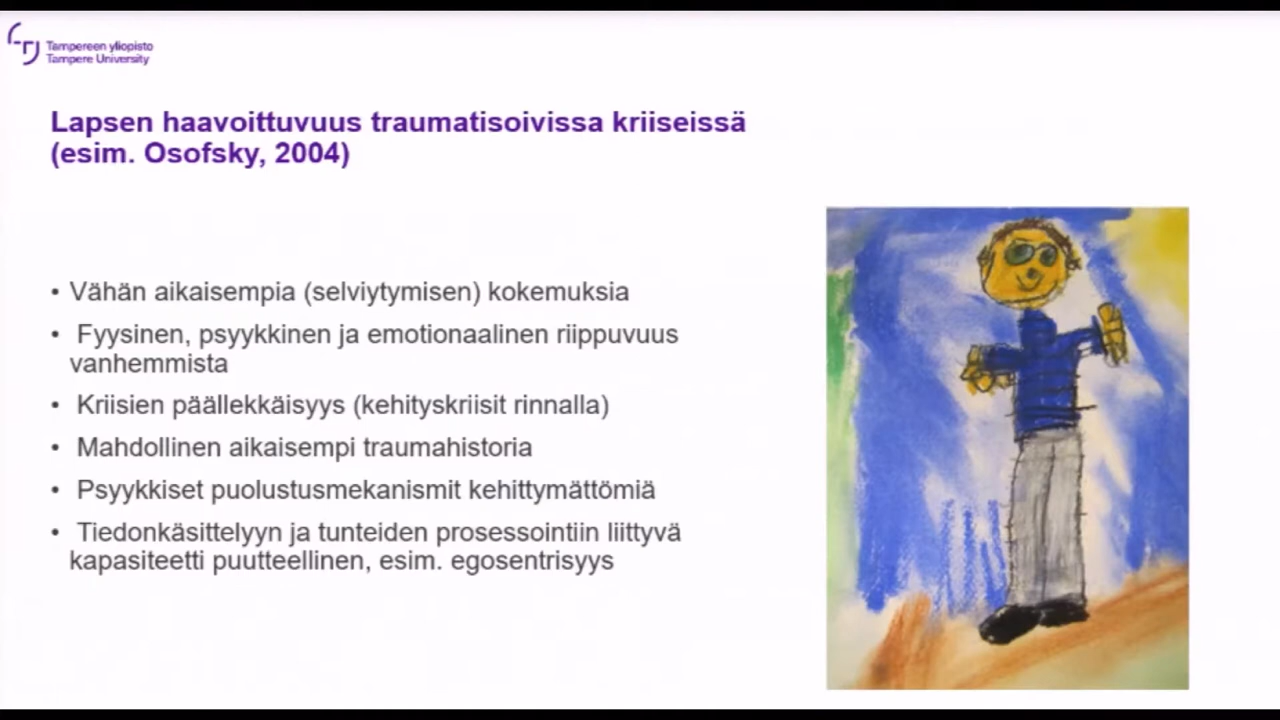 Tampereen yliopisto
Tampere University
Lapsen haavoittuvuus traumatisoivissa kriiseissä
(esim. Osofsky, 2004)
• Vähän aikaisempia (selviytymisen) kokemuksia
• Fyysinen, psyykkinen ja emotionaalinen riippuvuus
vanhemmista
• Kriisien päällekkäisyys (kehityskriisit rinnalla)
• Mahdollinen aikaisempi traumahistoria
• Psyykkiset puolustusmekanismit kehittymättömiä
• Tiedonkäsittelyyn ja tunteiden prosessointiin liittyvä
kapasiteetti puutteellinen, esim. egosentrisyys